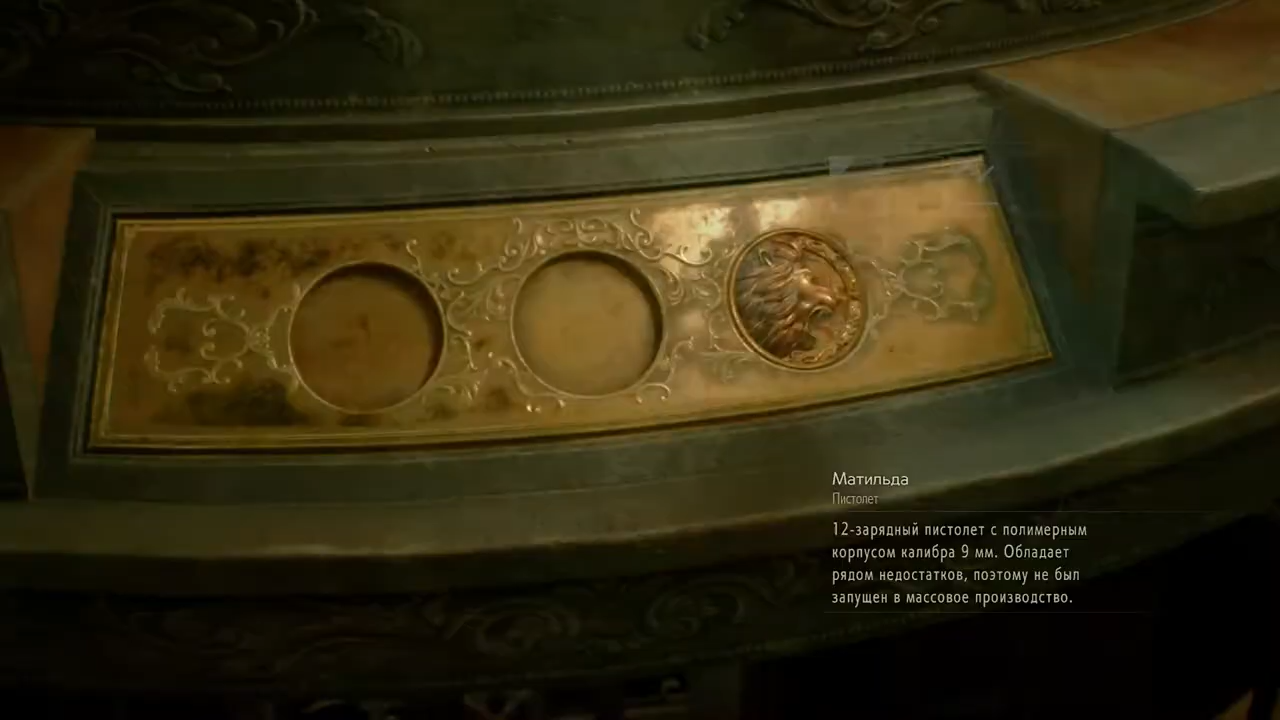 Матильда
Пистолет
12-зарядный пистолет с полимерным
корпусом калибра 9 мм. Обладает
рядом недостатков, поэтому не был
запущен в массовое производство.